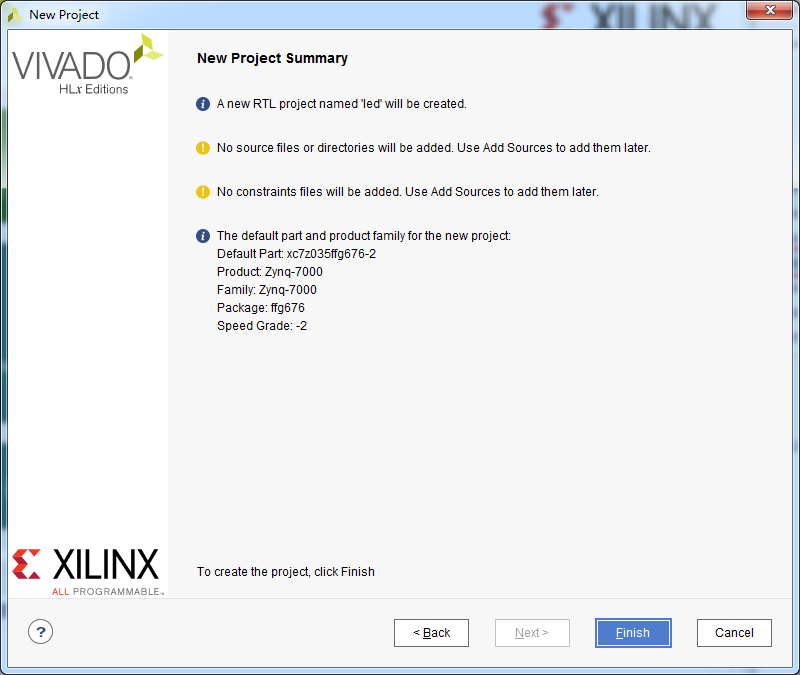 New Project
XILINX
VIVADO
HLx Editions
New Project Summary
A new RTL project named 'led' will be created.
No source files or directories will be added. Use Add Sources to add them later.
No constraints files will be added. Use Add Sources to add them later.
The default part and product family for the new project:
Default Part: xc7z035ffg676-2
Product: Zynq-7000
Family: Zynq-7000
Package: ffg676
Speed Grade: -2
XILINX
ALL PROGRAMMABLE™
To create the project, click Finish
?
< Back
Next >
Finish
Cancel